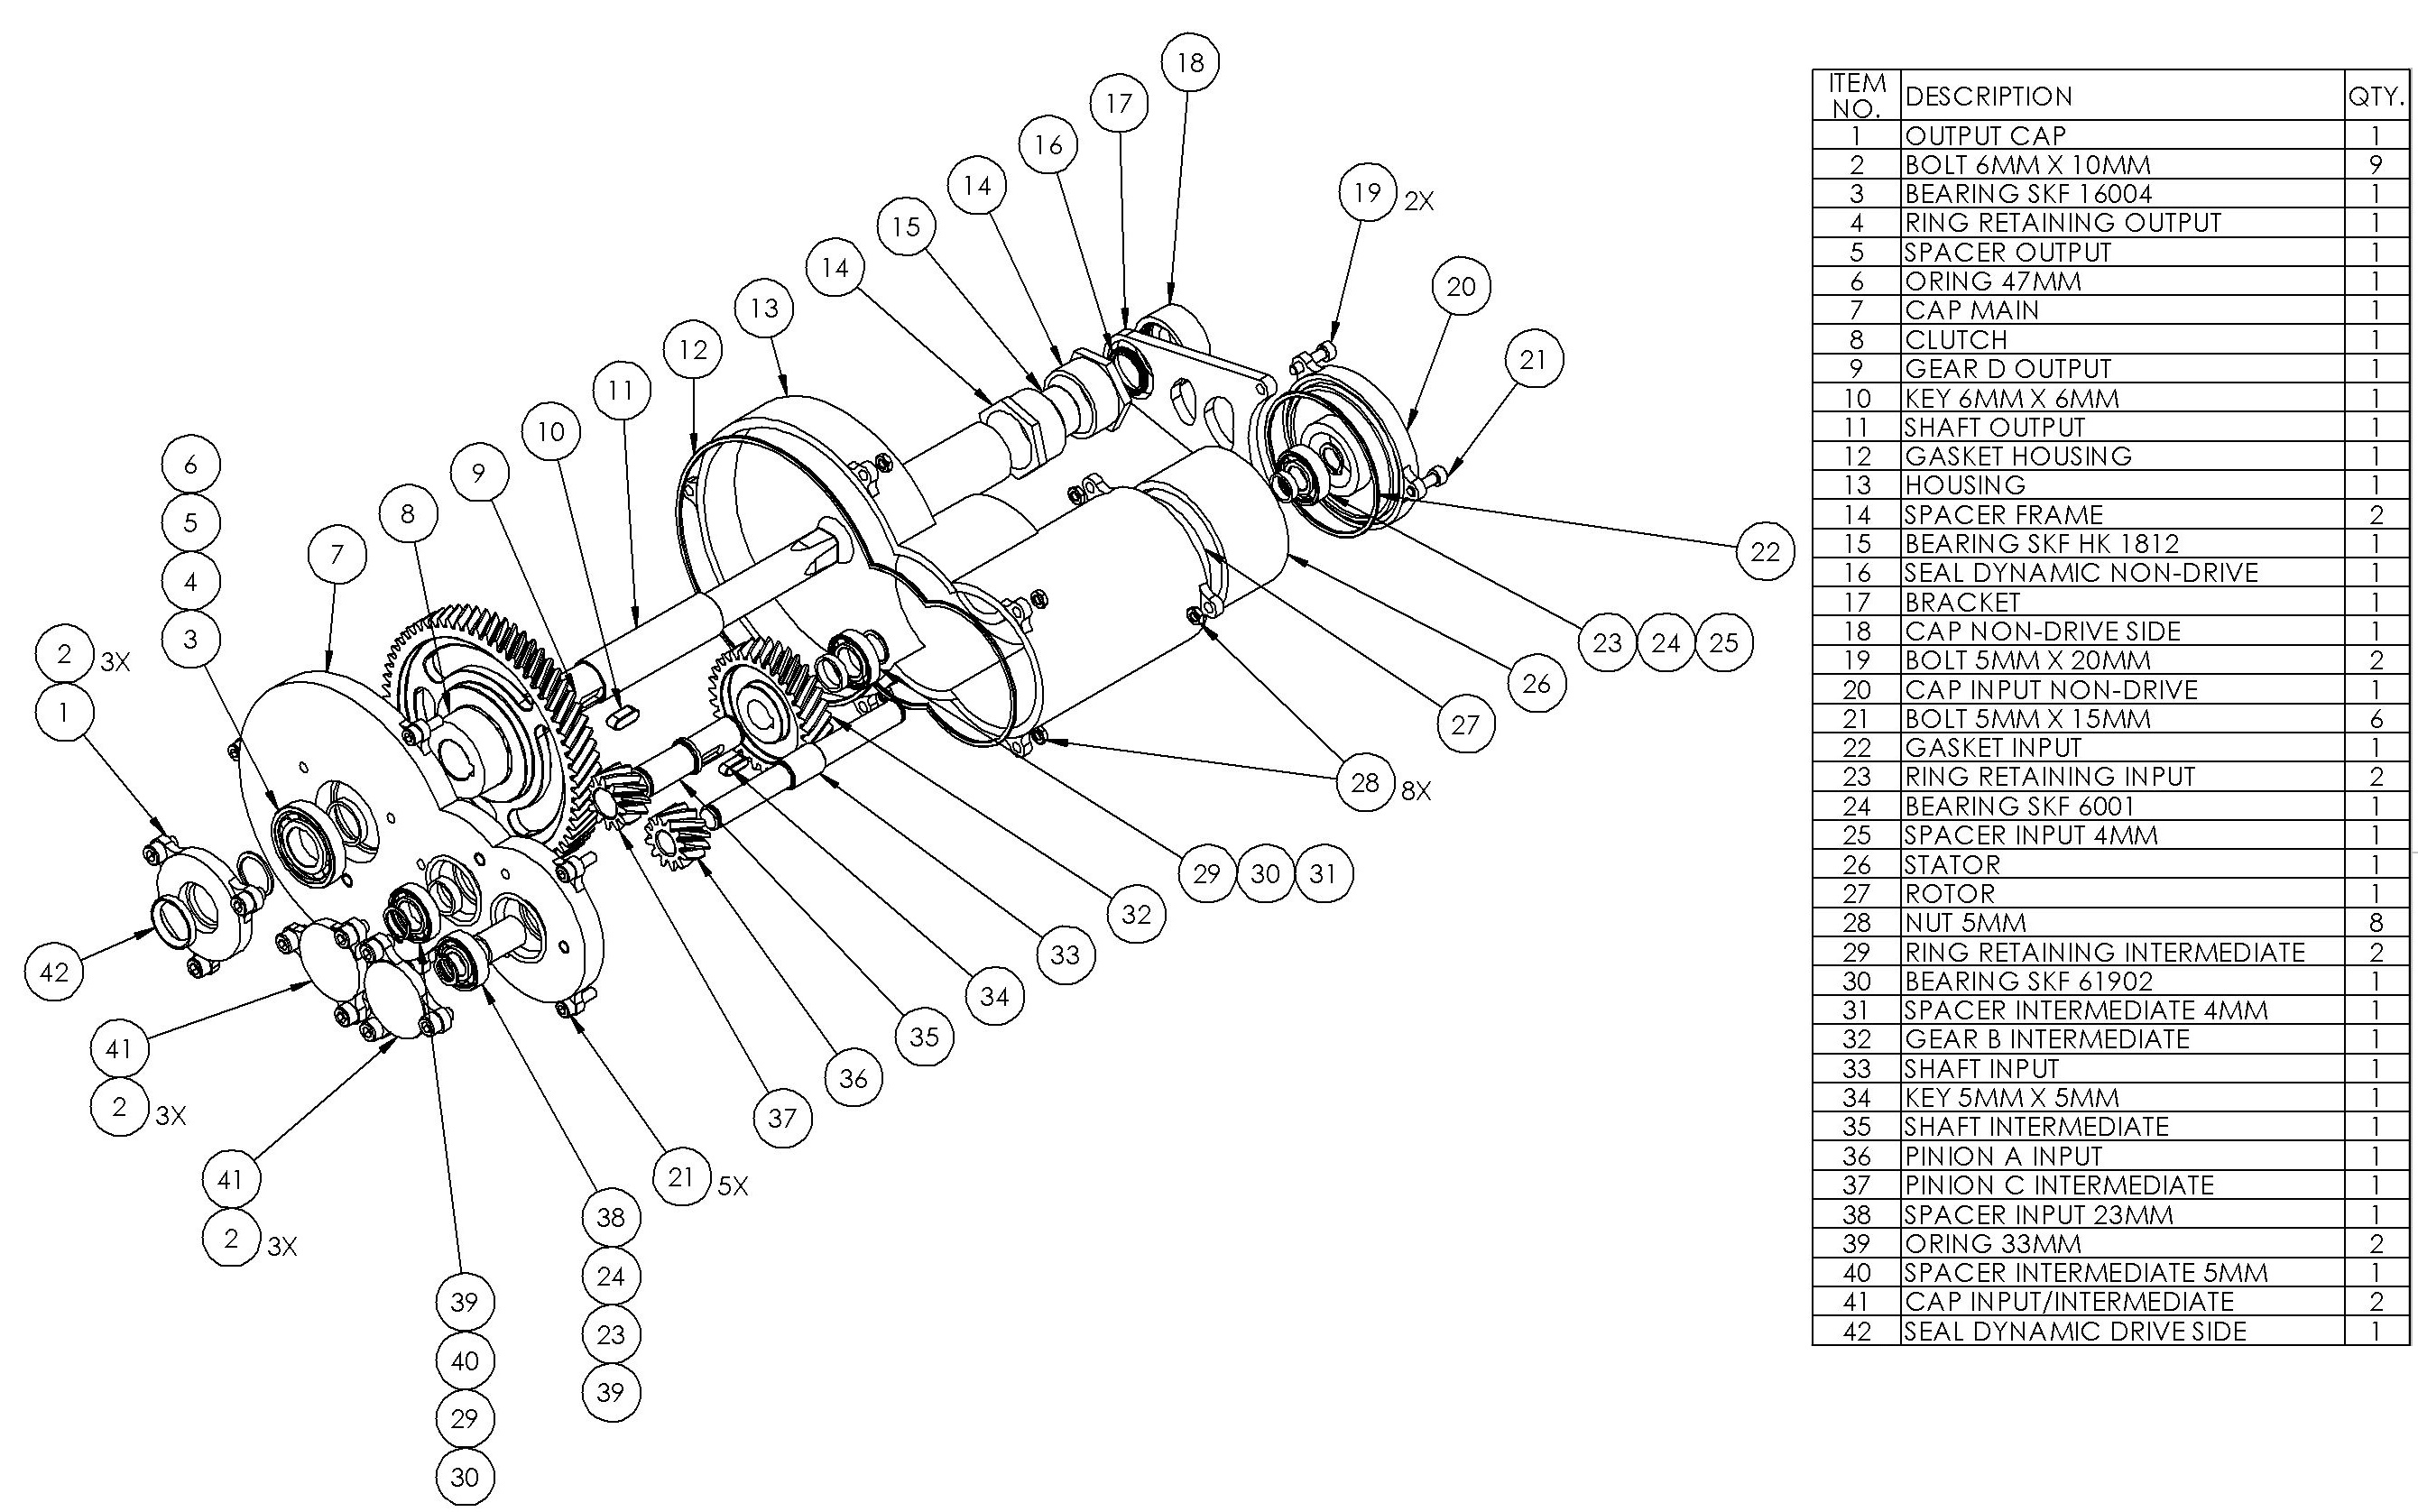 18
17
16
14
19 2X
15
14
20
13
12
21
11
10
6
9
5
8
22
7
4
3
23 24 25
2 3X
26
1
27
28 8X
29 30 31
32
33
42
34
35
41
36
2 3X
37
41
21 5X
38
2 3X
24
39
23
40
39
29
30
ITEM NO. DESCRIPTION QTY.
1 OUTPUT CAP 1
2 BOLT 6MM X 10MM 9
3 BEARING SKF 16004 1
4 RING RETAINING OUTPUT 1
5 SPACER OUTPUT 1
6 ORING 47MM 1
7 CAP MAIN 1
8 CLUTCH 1
9 GEAR D OUTPUT 1
10 KEY 6MM X 6MM 1
11 SHAFT OUTPUT 1
12 GASKET HOUSING 1
13 HOUSING 1
14 SPACER FRAME 2
15 BEARING SKF HK 1812 1
16 SEAL DYNAMIC NON-DRIVE 1
17 BRACKET 1
18 CAP NON-DRIVE SIDE 1
19 BOLT 5MM X 20MM 2
20 CAP INPUT NON-DRIVE 1
21 BOLT 5MM X 15MM 6
22 GASKET INPUT 1
23 RING RETAINING INPUT 2
24 BEARING SKF 6001 1
25 SPACER INPUT 4MM 1
26 STATOR 1
27 ROTOR 1
28 NUT 5MM 8
29 RING RETAINING INTERMEDIATE 2
30 BEARING SKF 61902 1
31 SPACER INTERMEDIATE 4MM 1
32 GEAR B INTERMEDIATE 1
33 SHAFT INPUT 1
34 KEY 5MM X 5MM 1
35 SHAFT INTERMEDIATE 1
36 PINION A INPUT 1
37 PINION C INTERMEDIATE 1
38 SPACER INPUT 23MM 1
39 ORING 33MM 2
40 SPACER INTERMEDIATE 5MM 1
41 CAP INPUT/INTERMEDIATE 2
42 SEAL DYNAMIC DRIVE SIDE 1